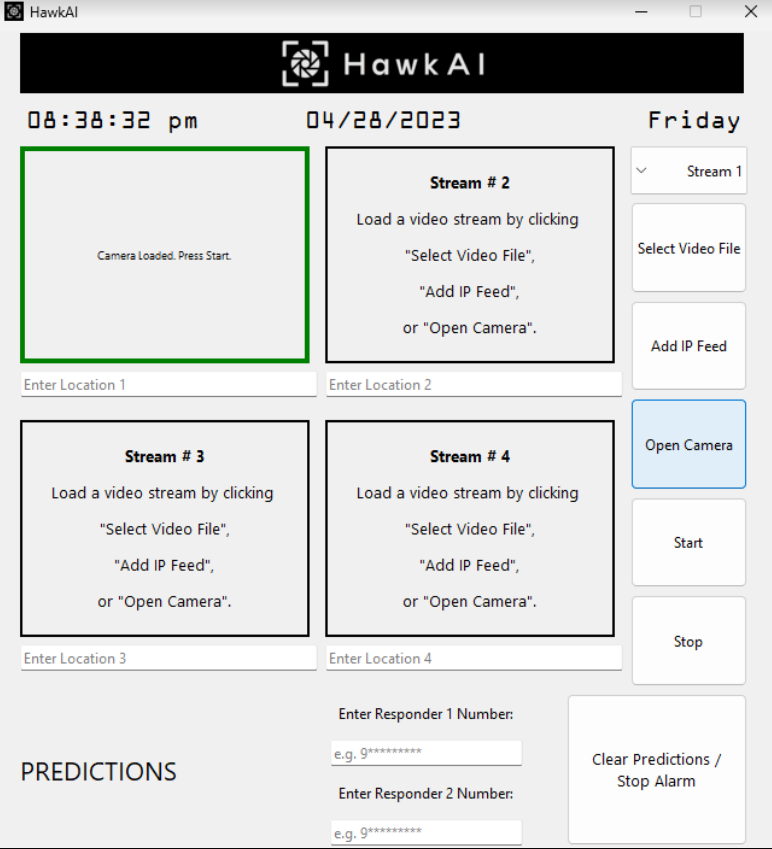 HawkAI
HawkAI
08:38:32 pm
04/28/2023
Friday
Camera Loaded. Press Start.
Enter Location 1
Stream # 2
Load a video stream by clicking
"Select Video File",
"Add IP Feed",
or "Open Camera".
Enter Location 2
Stream # 3
Load a video stream by clicking
"Select Video File",
"Add IP Feed",
or "Open Camera".
Enter Location 3
Stream # 4
Load a video stream by clicking
"Select Video File",
"Add IP Feed",
or "Open Camera".
Enter Location 4
Stream 1
Select Video File
Add IP Feed
Open Camera
Start
Stop
PREDICTIONS
Enter Responder 1 Number:
e.g. 9*********
Enter Responder 2 Number:
e.g. 9*********
Clear Predictions /
Stop Alarm